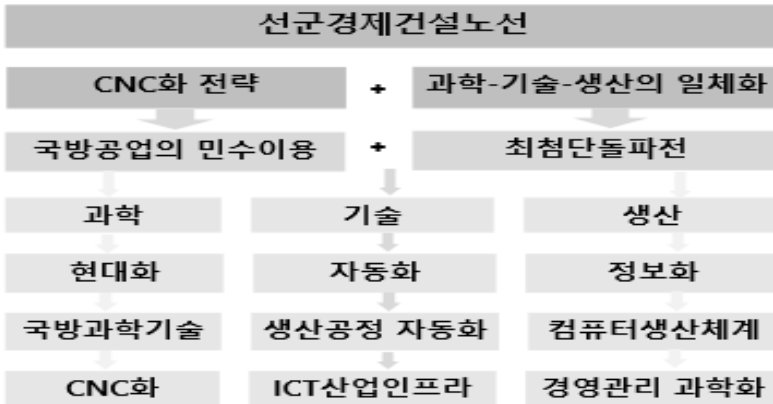 선군경제건설노선
CNC화 전략 + 과학-기술-생산의 일체화
국방공업의 민수이용 + 최첨단돌파전
과학 기술 생산
현대화 자동화 정보화
국방과학기술 생산공정 자동화 컴퓨터생산체계
CNC화 ICT산업인프라 경영관리 과학화